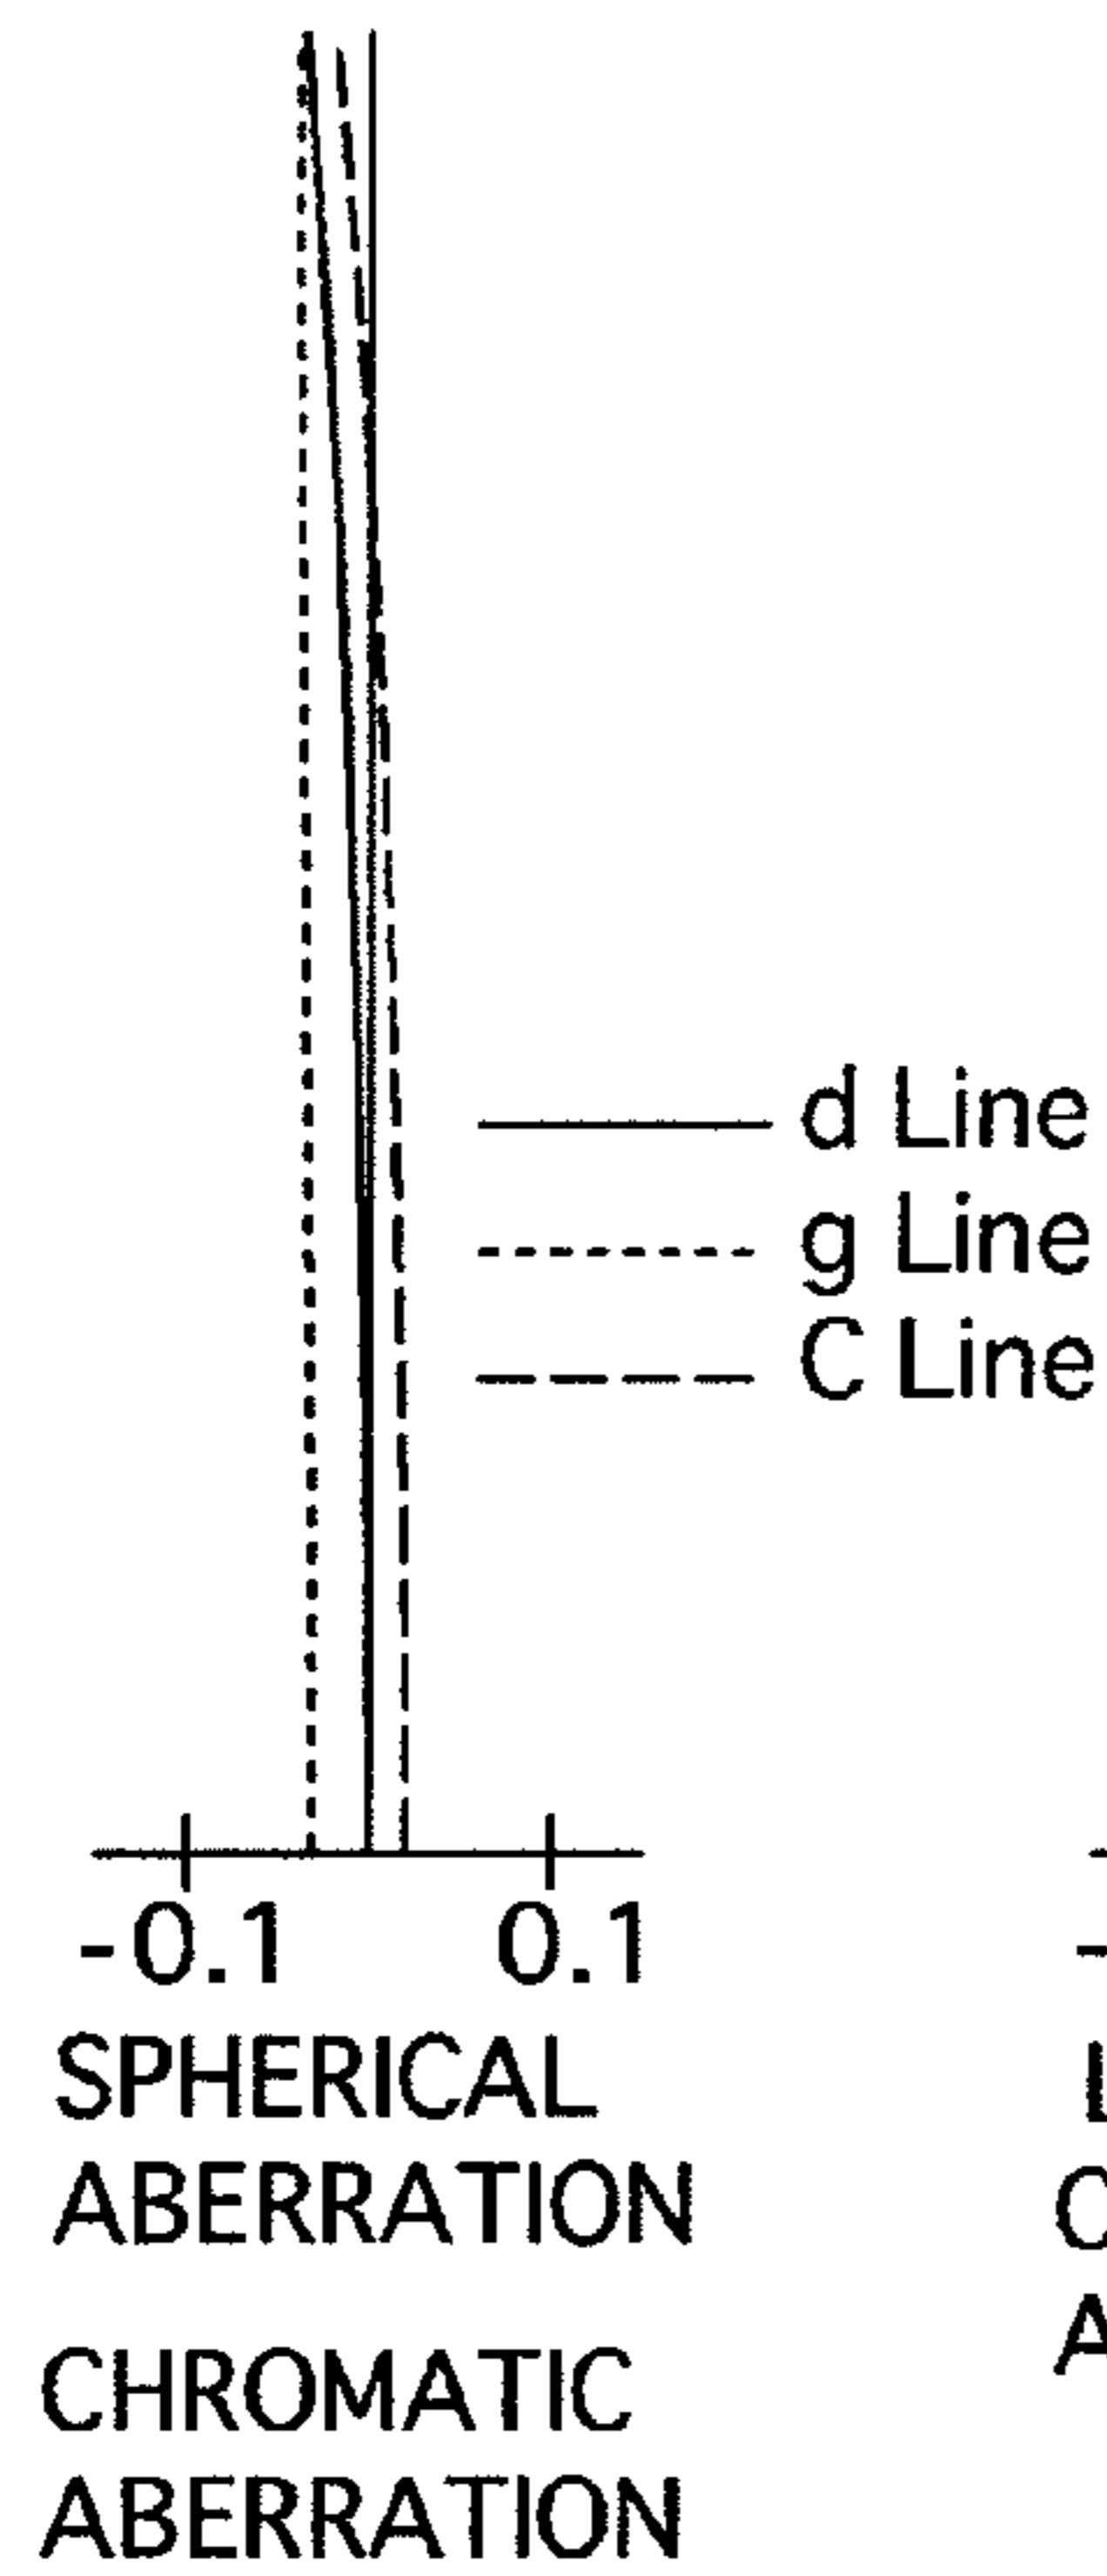 d Line
g Line
C Line
-0.1 0.1
SPHERICAL
ABERRATION
CHROMATIC
ABERRATION